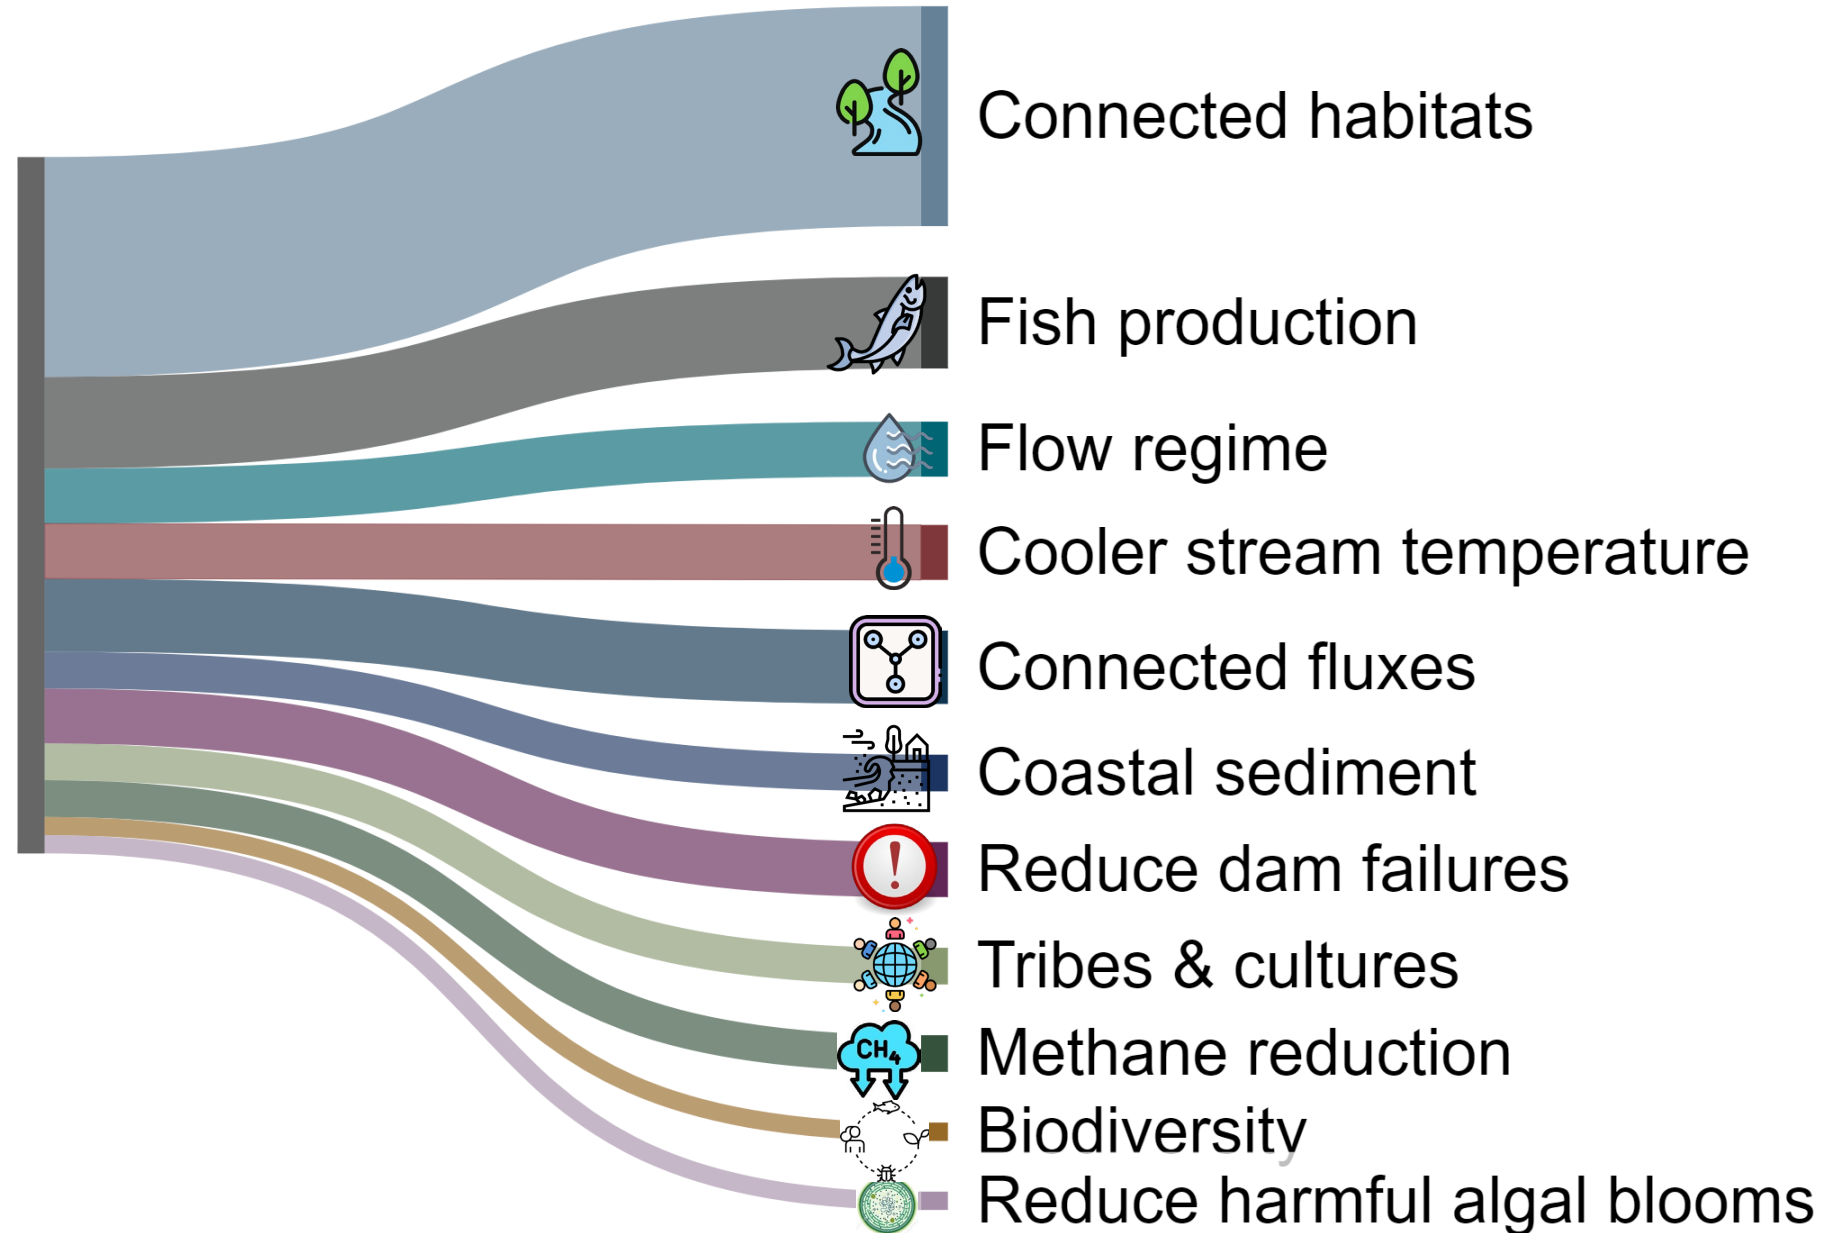 Connected habitats
Fish production
Flow regime
Cooler stream temperature
Connected fluxes
Coastal sediment
Reduce dam failures
Tribes & cultures
CH4
Methane reduction
Biodiversity
Reduce harmful algal blooms